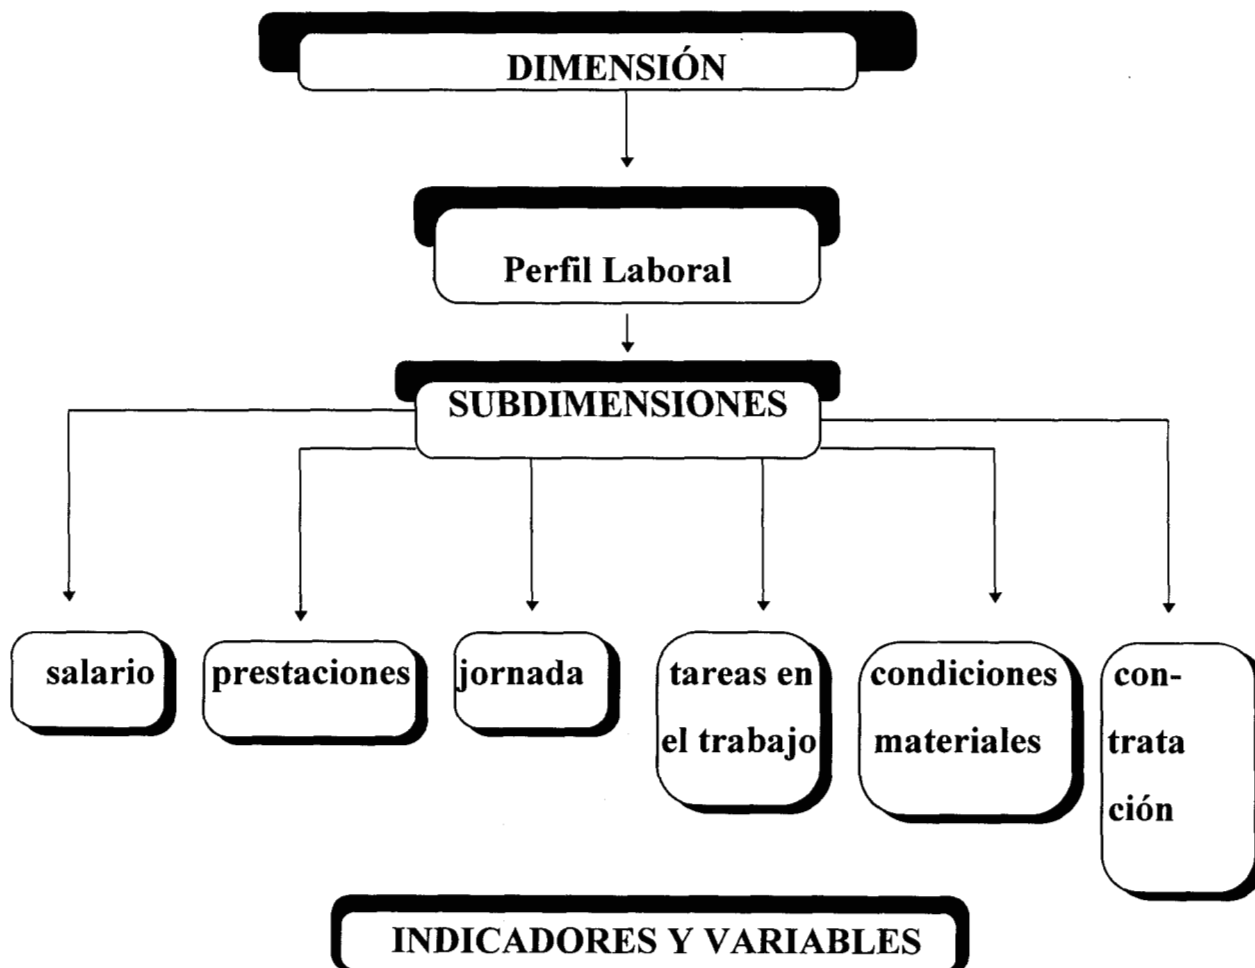 DIMENSIÓN
Perfil Laboral
SUBDIMENSIONES
salario
prestaciones
jornada
tareas en
el trabajo
condiciones
materiales
con-
trata
ción
INDICADORES Y VARIABLES